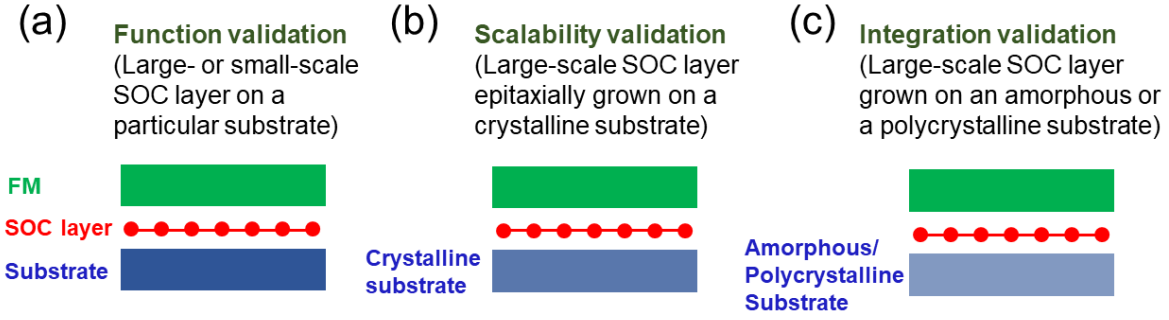 (a)
Function validation
(Large- or small-scale
SOC layer on a
particular substrate)
FM
SOC layer
Substrate
(b)
Scalability validation
(Large-scale SOC layer
epitaxially grown on a
crystalline substrate)
Crystalline
substrate
(c)
Integration validation
(Large-scale SOC layer
grown on an amorphous or
a polycrystalline substrate)
Amorphous/
Polycrystalline
Substrate